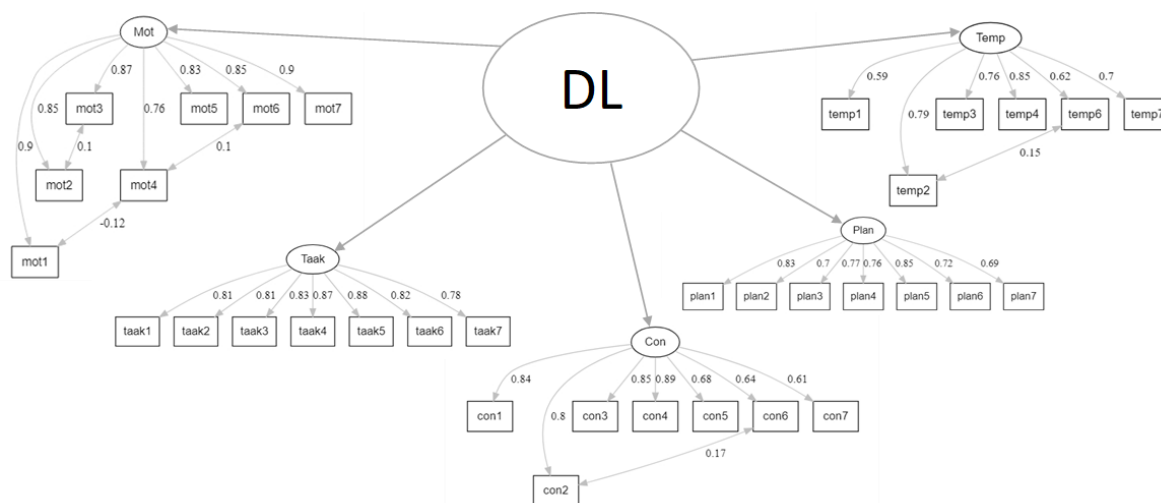 DL
Mot
0.9
0.85
0.87
0.76
0.83
0.85
0.9
mot3
mot5
mot6
mot7
0.1
0.1
mot2
mot4
-0.12
mot1
Temp
0.59
0.79
0.76
0.85
0.62
0.7
temp1
temp3
temp4
temp6
temp7
0.15
temp2
Taak
0.81
0.81
0.83
0.87
0.88
0.82
0.78
taak1
taak2
taak3
taak4
taak5
taak6
taak7
Plan
0.83
0.7
0.77
0.76
0.85
0.72
0.69
plan1
plan2
plan3
plan4
plan5
plan6
plan7
Con
0.84
0.8
0.85
0.89
0.68
0.64
0.61
con1
con3
con4
con5
con6
con7
0.17
con2